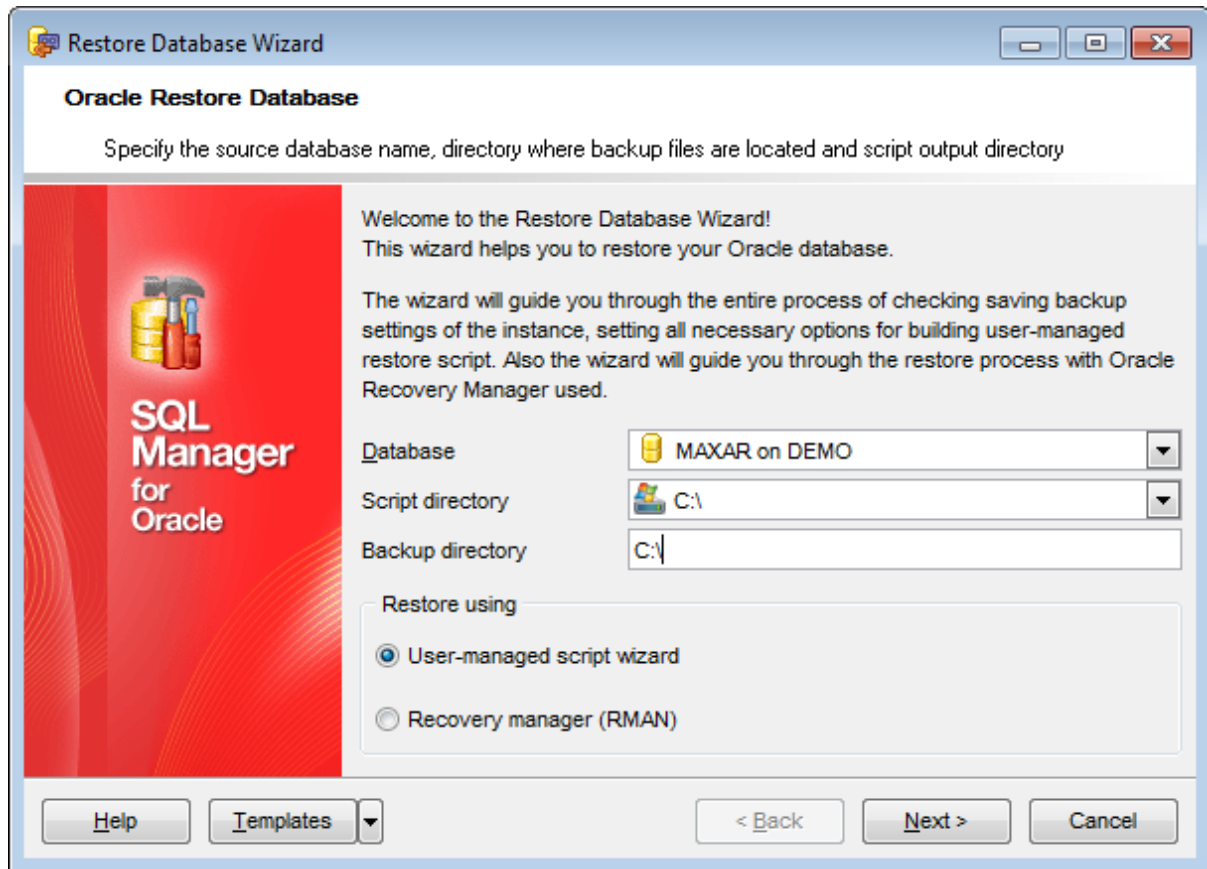 Restore Database Wizard
Oracle Restore Database
Specify the source database name, directory where backup files are located and script output directory
Welcome to the Restore Database Wizard!
This wizard helps you to restore your Oracle database.
The wizard will guide you through the entire process of checking saving backup
settings of the instance, setting all necessary options for building user-managed
restore script. Also the wizard will guide you through the restore process with Oracle
Recovery Manager used.
SQL
Manager
for
Oracle
Database MAXAR on DEMO
Script directory C:\
Backup directory C:\
Restore using
User-managed script wizard
Recovery manager (RMAN)
Help Templates < Back Next > Cancel